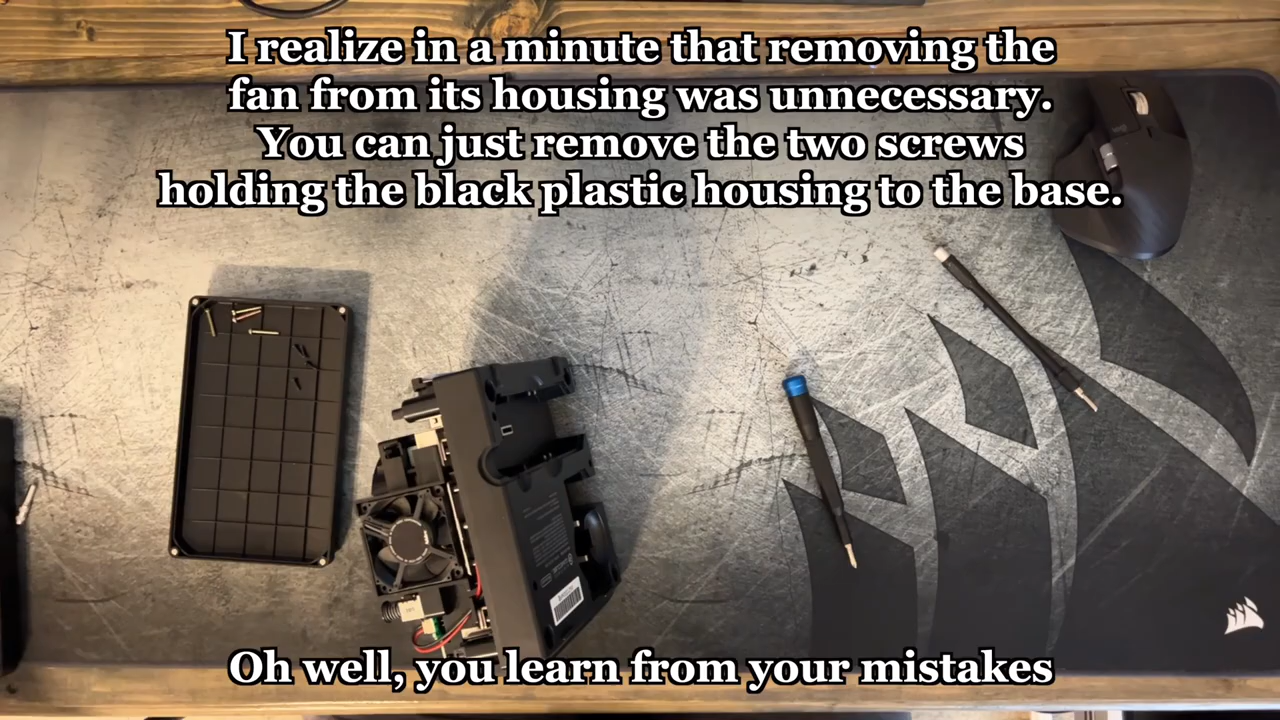 I realize in a minute that removing the
fan from its housing was unnecessary.
You can just remove the two screws
holding the black plastic housing to the base.
Oh well, you learn from your mistakes